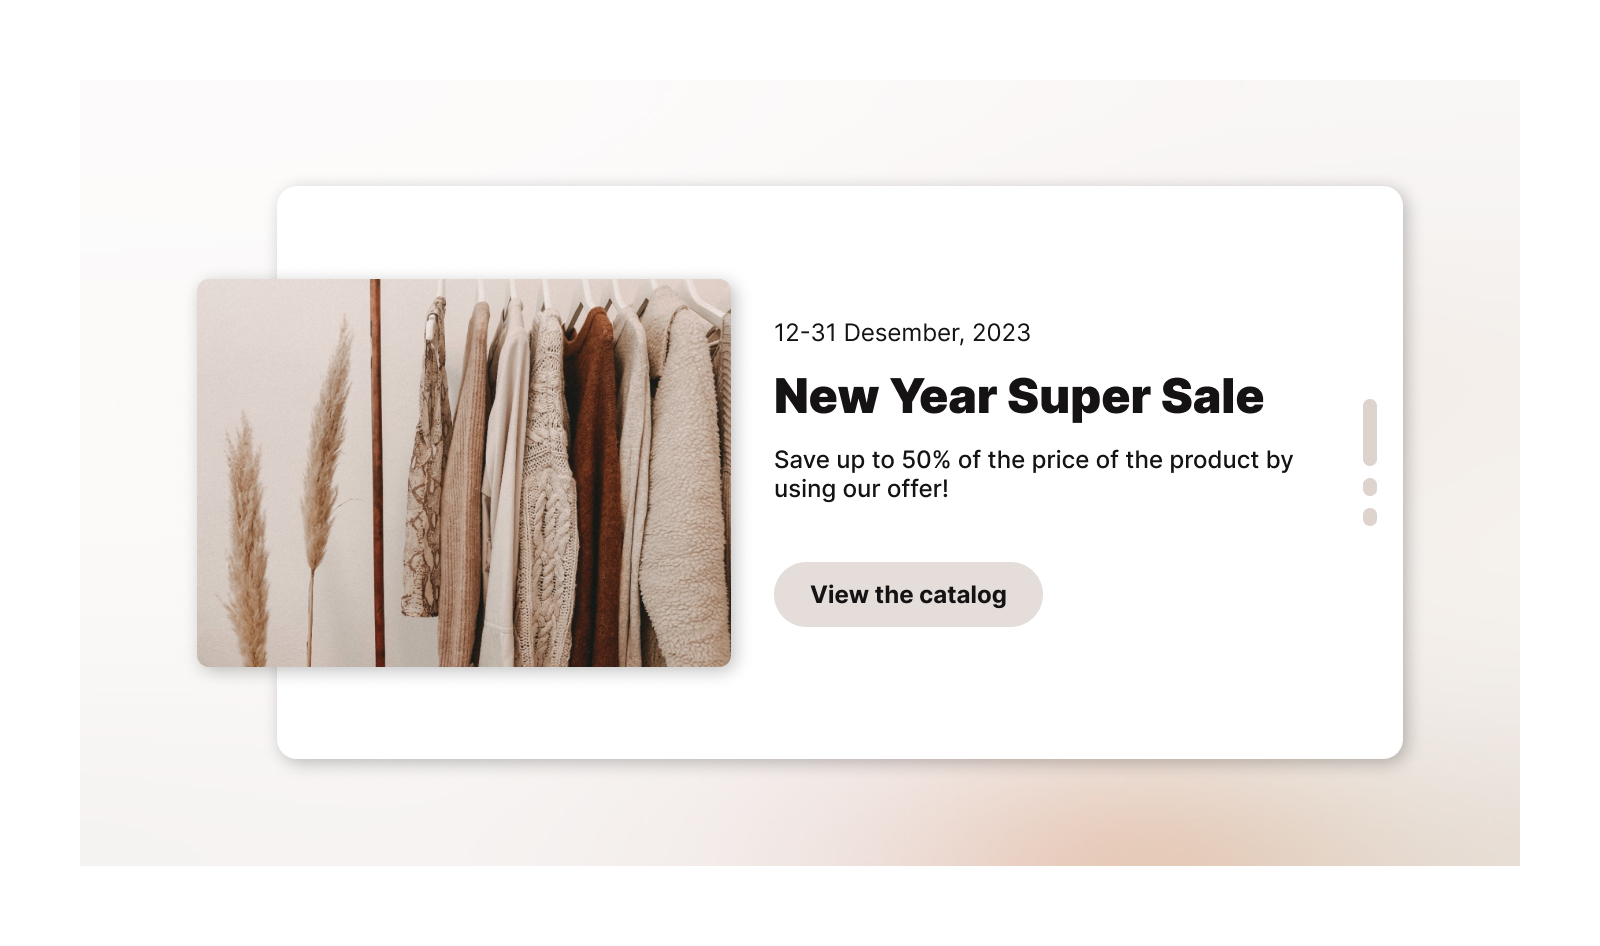 12-31 Desember, 2023
New Year Super Sale
Save up to 50% of the price of the product by
using our offer!
View the catalog